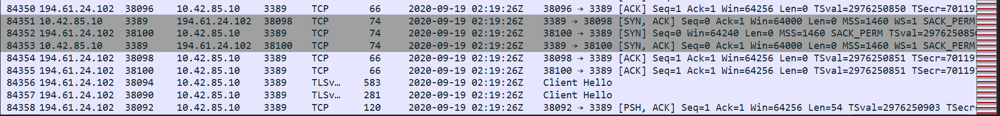 84350 194.61.24.102 38096 10.42.85.10 3389 TCP 66 2020-09-19 02:19:26Z 38096 → 3389 [ACK] Seq=1 Ack=1 Win=64256 Len=0 TSval=2976250850 TSecr=70119
84351 10.42.85.10 3389 194.61.24.102 38098 TCP 74 2020-09-19 02:19:26Z 3389 → 38098 [SYN, ACK] Seq=0 Ack=1 Win=64000 Len=0 MSS=1460 WS=1 SACK_PERM
84352 194.61.24.102 38100 10.42.85.10 3389 TCP 74 2020-09-19 02:19:26Z 38100 → 3389 [SYN] Seq=0 Win=64240 Len=0 MSS=1460 SACK_PERM TSval=297625085
84353 10.42.85.10 3389 194.61.24.102 38100 TCP 74 2020-09-19 02:19:26Z 3389 → 38100 [SYN, ACK] Seq=0 Ack=1 Win=64000 Len=0 MSS=1460 WS=1 SACK_PERM
84354 194.61.24.102 38098 10.42.85.10 3389 TCP 66 2020-09-19 02:19:26Z 38098 → 3389 [ACK] Seq=1 Ack=1 Win=64256 Len=0 TSval=2976250851 TSecr=70119
84355 194.61.24.102 38100 10.42.85.10 3389 TCP 66 2020-09-19 02:19:26Z 38100 → 3389 [ACK] Seq=1 Ack=1 Win=64256 Len=0 TSval=2976250851 TSecr=70119
84356 194.61.24.102 38094 10.42.85.10 3389 TLSv… 583 2020-09-19 02:19:26Z Client Hello
84357 194.61.24.102 38090 10.42.85.10 3389 TLSv… 281 2020-09-19 02:19:26Z Client Hello
84358 194.61.24.102 38092 10.42.85.10 3389 TCP 120 2020-09-19 02:19:26Z 38092 → 3389 [PSH, ACK] Seq=1 Ack=1 Win=64256 Len=54 TSval=2976250903 TSecr